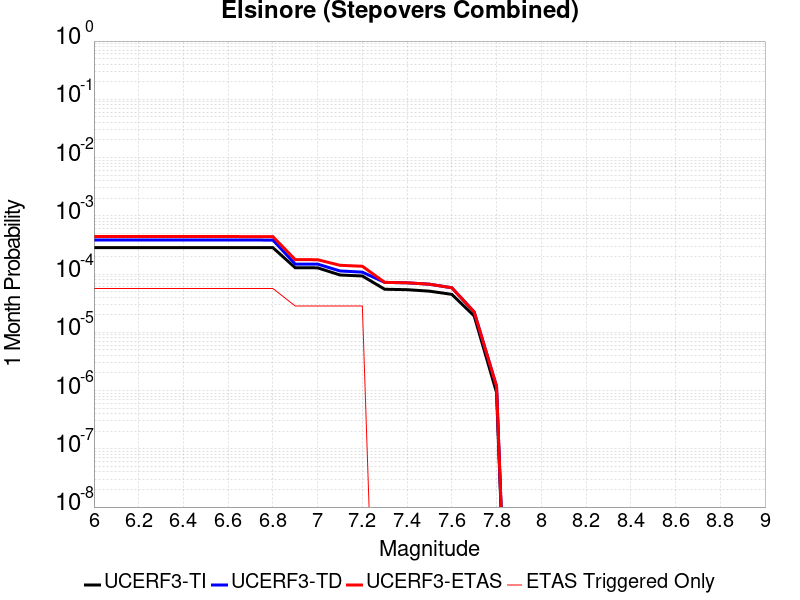 Elsinore (Stepovers Combined)
10^0
10^-1
10^-2
10^-3
10^-4
10^-5
10^-6
10^-7
10^-8
1 Month Probability
6 6.2 6.4 6.6 6.8 7 7.2 7.4 7.6 7.8 8 8.2 8.4 8.6 8.8 9
Magnitude
UCERF3-TI UCERF3-TD UCERF3-ETAS ETAS Triggered Only